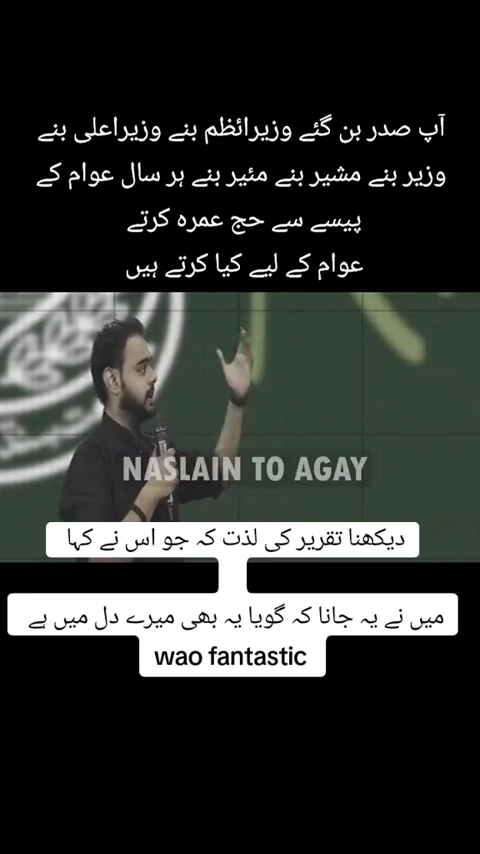 آپ صدر بن گئے وزیرائظم بنے وزیراعلی بنے
وزیر بنے مشیر بنے مئیر بنے ہر سال عوام کے
پیسے سے حج عمرہ کرتے
عوام کے لیے کیا کرتے ہیں
NASLAIN TO AGAY
دیکھنا تقریر کی لذت کہ جو اس نے کہا
میں نے یہ جانا کہ گویا یہ بھی میرے دل میں ہے
wao fantastic